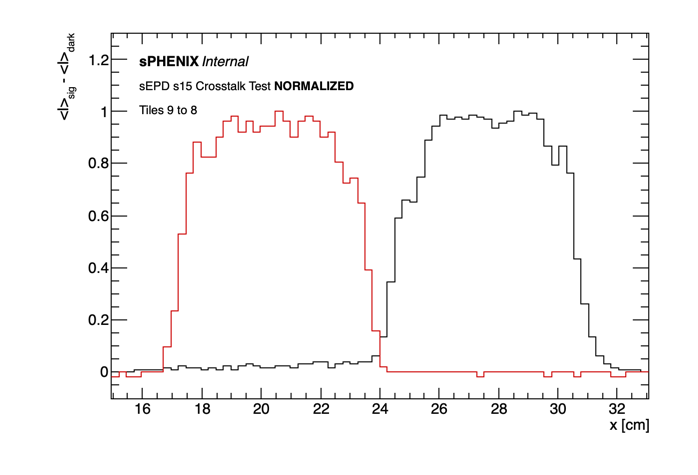 <I>sig - <I>dark
sPHENIX Internal
sEPD s15 Crosstalk Test NORMALIZED
Tiles 9 to 8
1.2
1
0.8
0.6
0.4
0.2
0
16 18 20 22 24 26 28 30 32
x [cm]